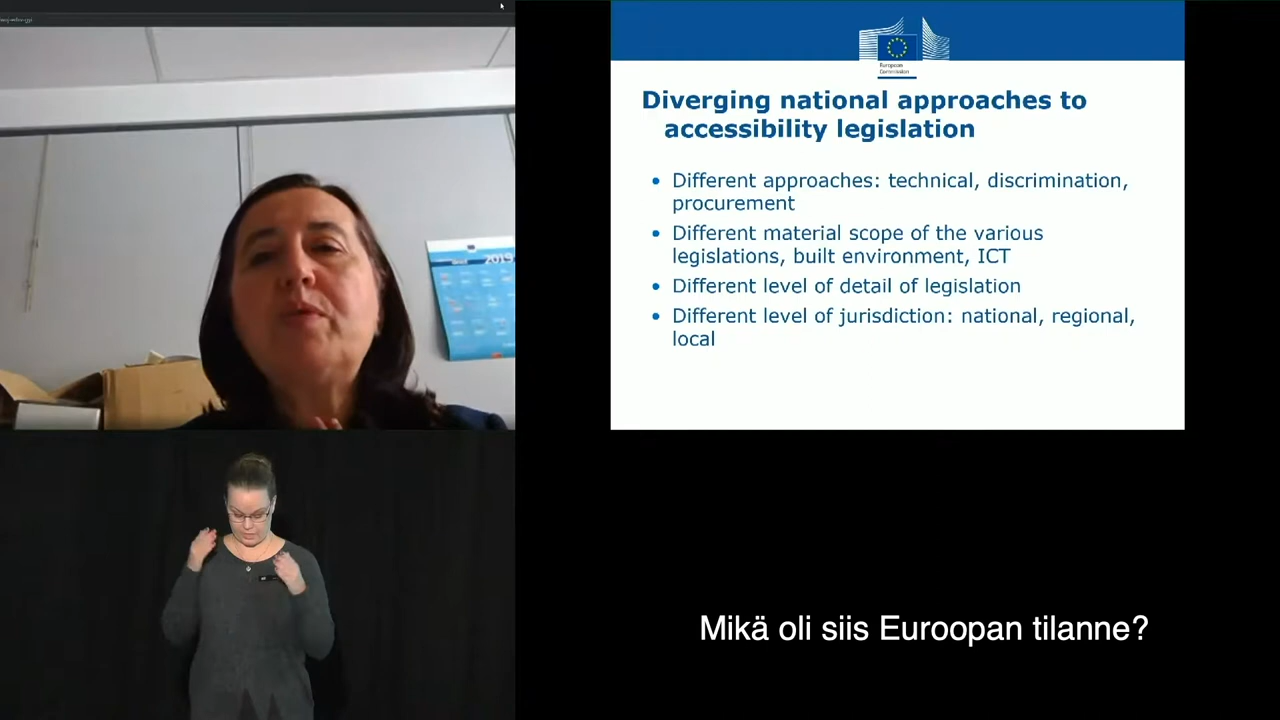 2019
European
Commission
Diverging national approaches to
accessibility legislation
• Different approaches: technical, discrimination,
procurement
• Different material scope of the various
legislations, built environment, ICT
• Different level of detail of legislation
• Different level of jurisdiction: national, regional,
local
Mikä oli siis Euroopan tilanne?